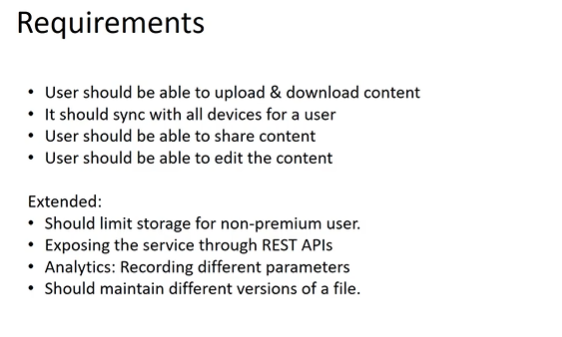 Requirements
• User should be able to upload & download content
• It should sync with all devices for a user
• User should be able to share content
• User should be able to edit the content
Extended:
• Should limit storage for non-premium user.
• Exposing the service through REST APIs
• Analytics: Recording different parameters
• Should maintain different versions of a file.